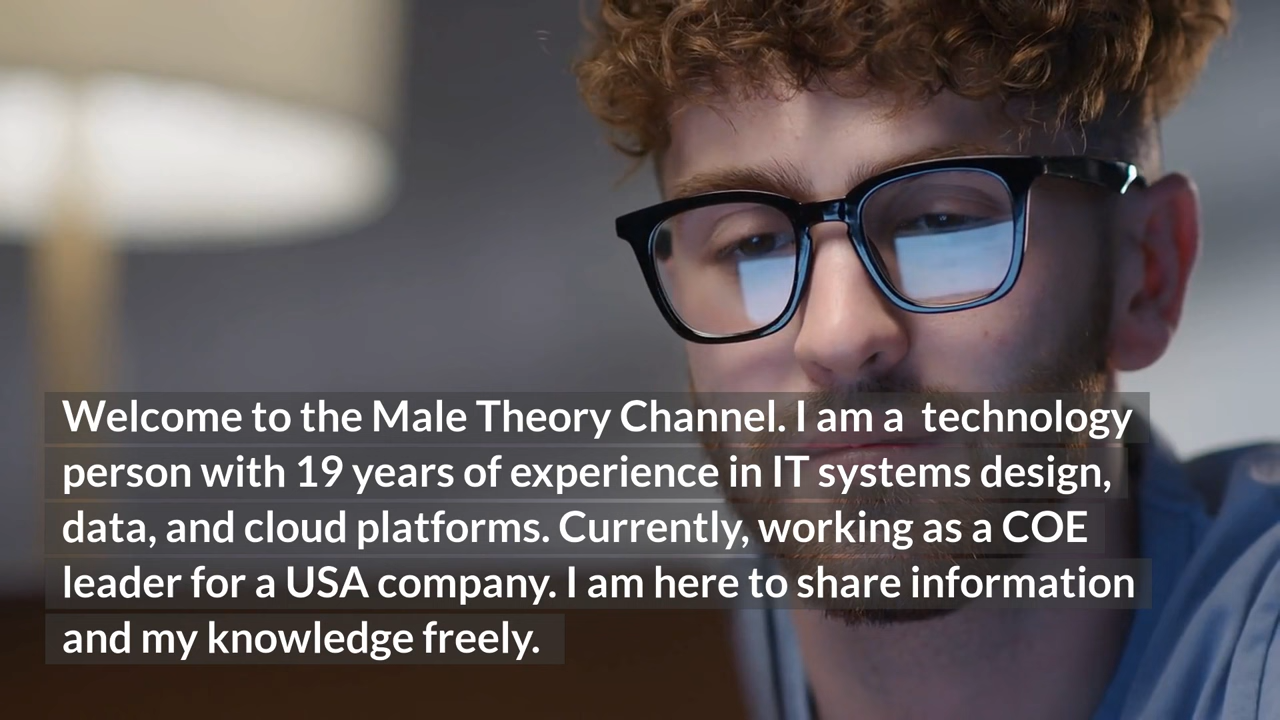 Welcome to the Male Theory Channel. I am a  technology
person with 19 years of experience in IT systems design,
data, and cloud platforms. Currently, working as a COE
leader for a USA company. I am here to share information
and my knowledge freely.